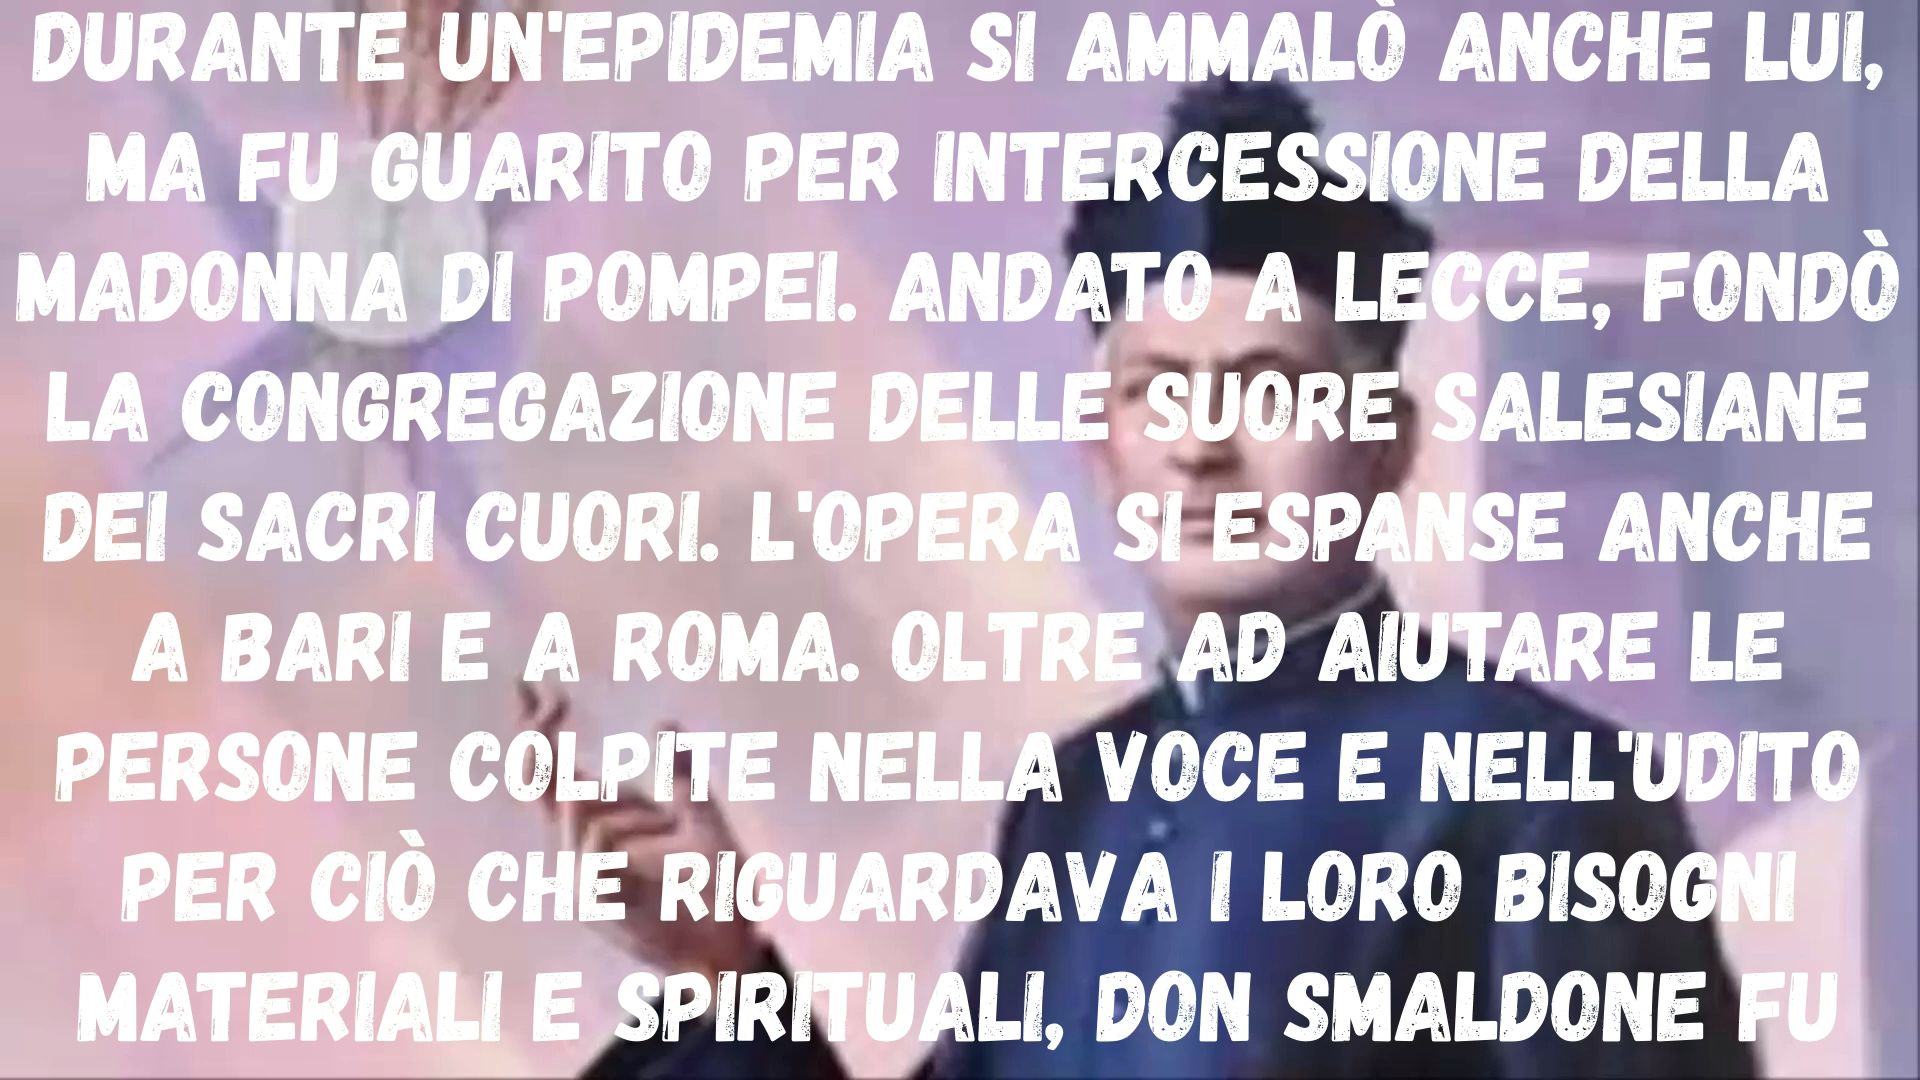 DURANTE UN'EPIDEMIA SI AMMALÒ ANCHE LUI,
MA FU GUARITO PER INTERCESSIONE DELLA
MADONNA DI POMPEI. ANDATO A LECCE, FONDÒ
LA CONGREGAZIONE DELLE SUORE SALESIANE
DEI SACRI CUORI. L'OPERA SI ESPANSE ANCHE
A BARI E A ROMA. OLTRE AD AIUTARE LE
PERSONE COLPITE NELLA VOCE E NELL'UDITO
PER CIÒ CHE RIGUARDAVA I LORO BISOGNI
MATERIALI E SPIRITUALI, DON SMALDONE FU